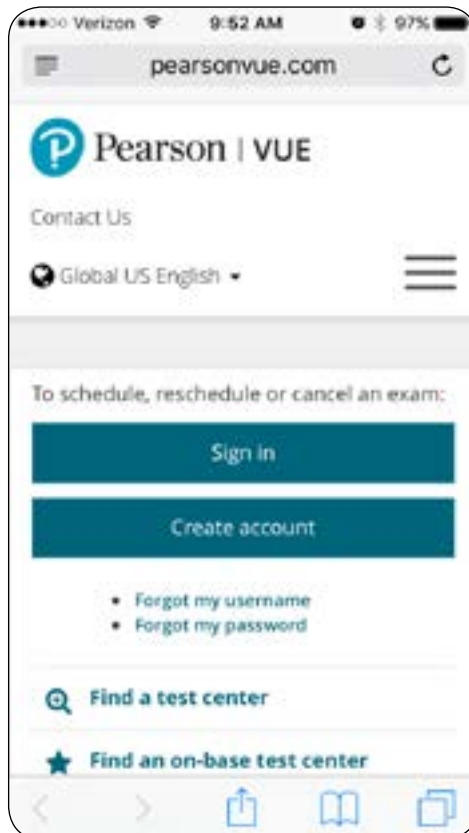 Verizon 9:52 AM 97%
pearsonvue.com
Pearson | VUE
Contact Us
Global US English
To schedule, reschedule or cancel an exam:
Sign in
Create account
• Forgot my username
• Forgot my password
Find a test center
Find an on-base test center